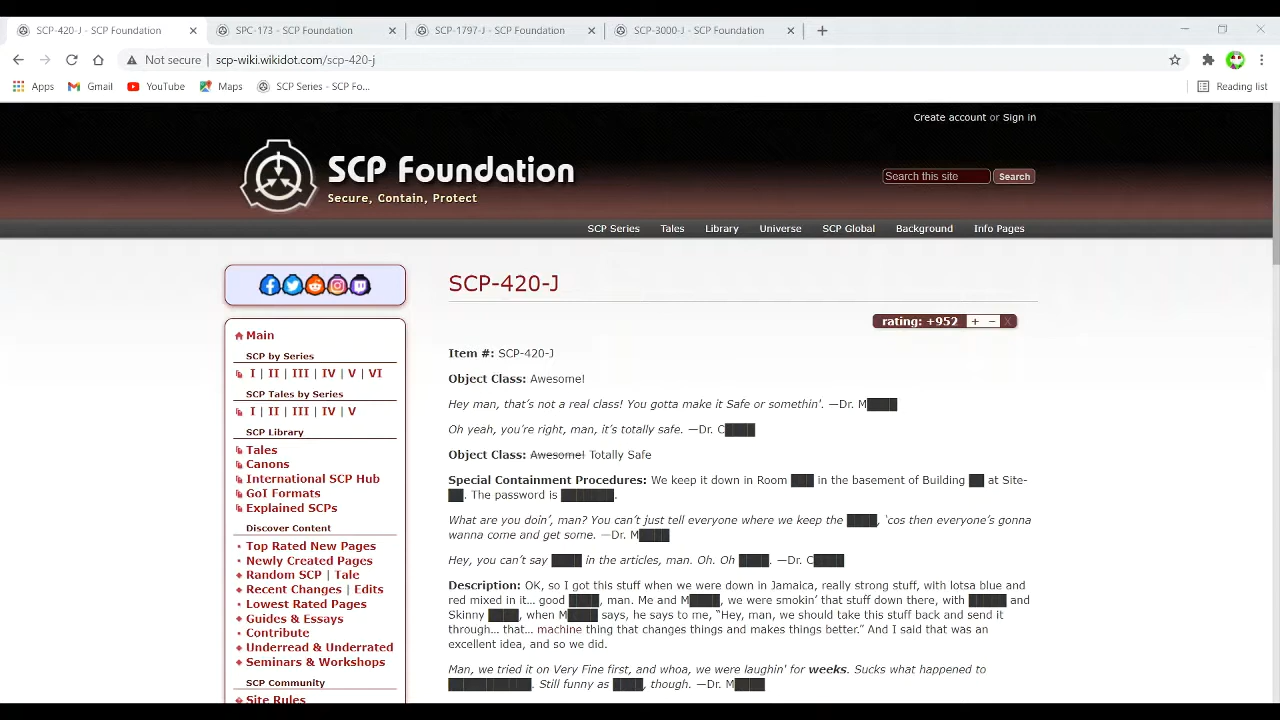 SCP-420-J - SCP Foundation
SPC-173 - SCP Foundation
SCP-1797-J - SCP Foundation
SCP-3000-J - SCP Foundation
Not secure | scp-wiki.wikidot.com/scp-420-j
Apps
Gmail
YouTube
Maps
SCP Series - SCP Fo...
Reading list
Create account or Sign in
SCP Foundation
Secure, Contain, Protect
Search this site
Search
SCP Series
Tales
Library
Universe
SCP Global
Background
Info Pages
Main
SCP by Series
I | II | III | IV | V | VI
SCP Tales by Series
I | II | III | IV | V
SCP Library
Tales
Canons
International SCP Hub
GoI Formats
Explained SCPs
Discover Content
Top Rated New Pages
Newly Created Pages
Random SCP | Tale
Recent Changes | Edits
Lowest Rated Pages
Guides & Essays
Contribute
Underread & Underrated
Seminars & Workshops
SCP Community
Site Rules
SCP-420-J
rating: +952 + − X
Item #: SCP-420-J
Object Class: Awesome!
Hey man, that's not a real class! You gotta make it Safe or somethin'. —Dr. M████
Oh yeah, you're right, man, it's totally safe. —Dr. C████
Object Class: Awesome! Totally Safe
Special Containment Procedures: We keep it down in Room ███ in the basement of Building ██ at Site-
██. The password is ███████.
What are you doin', man? You can't just tell everyone where we keep the ████, 'cos then everyone's gonna
wanna come and get some. —Dr. M████
Hey, you can't say ████ in the articles, man. Oh. Oh ████. —Dr. C████
Description: OK, so I got this stuff when we were down in Jamaica, really strong stuff, with lotsa blue and
red mixed in it… good ████, man. Me and M████, we were smokin' that stuff down there, with █████ and
Skinny ████, when M████ says, he says to me, "Hey, man, we should take this stuff back and send it
through… that… machine thing that changes things and makes things better." And I said that was an
excellent idea, and so we did.
Man, we tried it on Very Fine first, and whoa, we were laughin' for weeks. Sucks what happened to
███████████. Still funny as ████, though. —Dr. M████